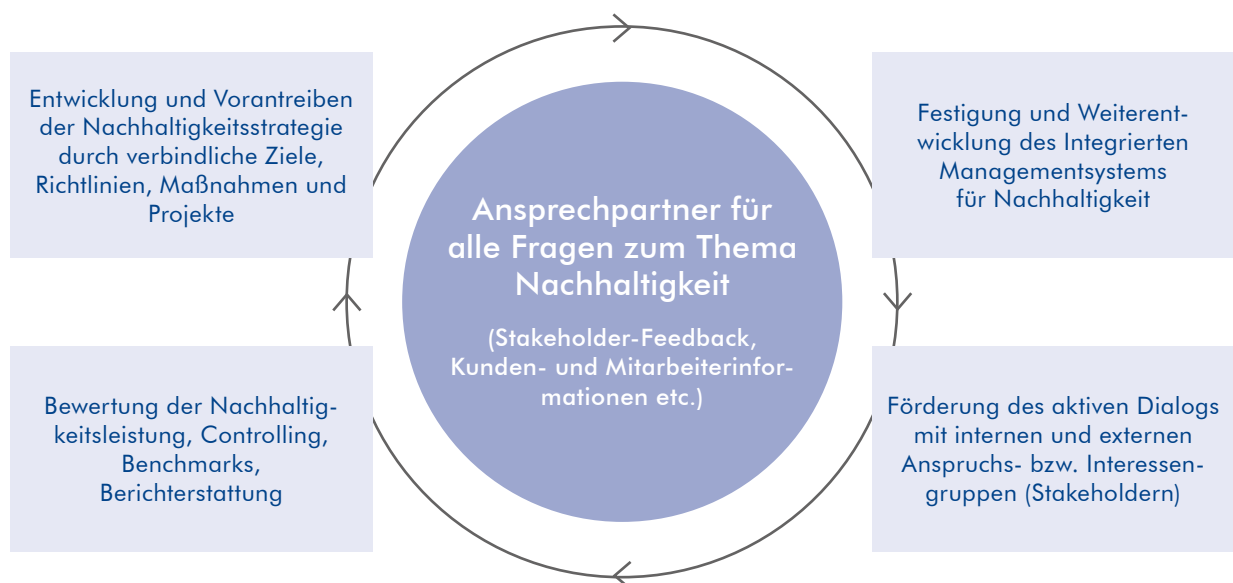 Entwicklung und Vorantreiben
der Nachhaltigkeitsstrategie
durch verbindliche Ziele,
Richtlinien, Maßnahmen und
Projekte
Festigung und Weiterent-
wicklung des Integrierten
Managementsystems
für Nachhaltigkeit
Ansprechpartner für
alle Fragen zum Thema
Nachhaltigkeit
(Stakeholder-Feedback,
Kunden- und Mitarbeiterinfor-
mationen etc.)
Bewertung der Nachhaltig-
keitsleistung, Controlling,
Benchmarks,
Berichterstattung
Förderung des aktiven Dialogs
mit internen und externen
Anspruchs- bzw. Interessen-
gruppen (Stakeholdern)